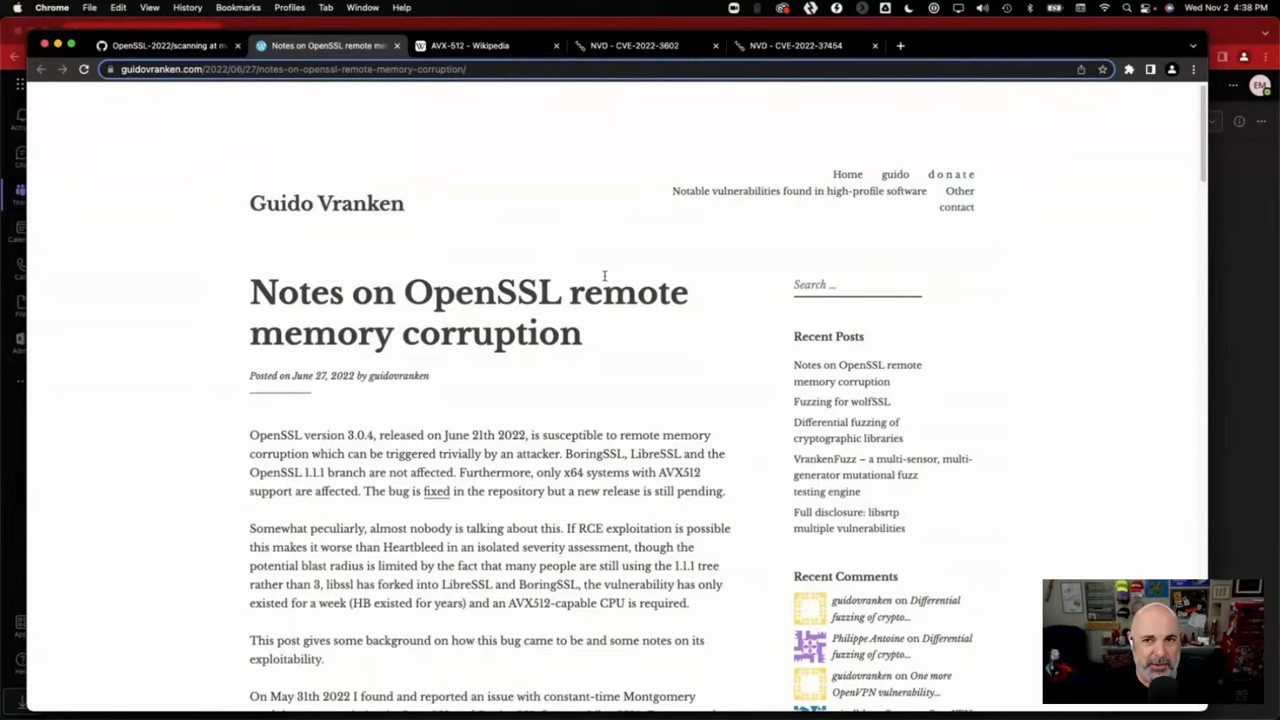 Chrome File Edit View History Bookmarks Profiles Tab Window Help
Wed Nov 2 4:38 PM
OpenSSL-2022/scanning at m
Notes on OpenSSL remote me
AVX-512 - Wikipedia
NVD - CVE-2022-3602
NVD - CVE-2022-37454
guidovranken.com/2022/06/27/notes-on-openssl-remote-memory-corruption/
EM
Home guido donate
Notable vulnerabilities found in high-profile software Other
contact
Guido Vranken
Notes on OpenSSL remote
memory corruption
Posted on June 27, 2022 by guidovranken
OpenSSL version 3.0.4, released on June 21th 2022, is susceptible to remote memory
corruption which can be triggered trivially by an attacker. BoringSSL, LibreSSL and the
OpenSSL 1.1.1 branch are not affected. Furthermore, only x64 systems with AVX512
support are affected. The bug is fixed in the repository but a new release is still pending.
Somewhat peculiarly, almost nobody is talking about this. If RCE exploitation is possible
this makes it worse than Heartbleed in an isolated severity assessment, though the
potential blast radius is limited by the fact that many people are still using the 1.1.1 tree
rather than 3, libssl has forked into LibreSSL and BoringSSL, the vulnerability has only
existed for a week (HB existed for years) and an AVX512-capable CPU is required.
This post gives some background on how this bug came to be and some notes on its
exploitability.
On May 31th 2022 I found and reported an issue with constant-time Montgomery
Search ...
Recent Posts
Notes on OpenSSL remote
memory corruption
Fuzzing for wolfSSL
Differential fuzzing of
cryptographic libraries
VrankenFuzz – a multi-sensor, multi-
generator mutational fuzz
testing engine
Full disclosure: libsrtp
multiple vulnerabilities
Recent Comments
guidovranken on Differential
fuzzing of crypto...
Philippe Antoine on Differential
fuzzing of crypto...
guidovranken on One more
OpenVPN vulnerability...